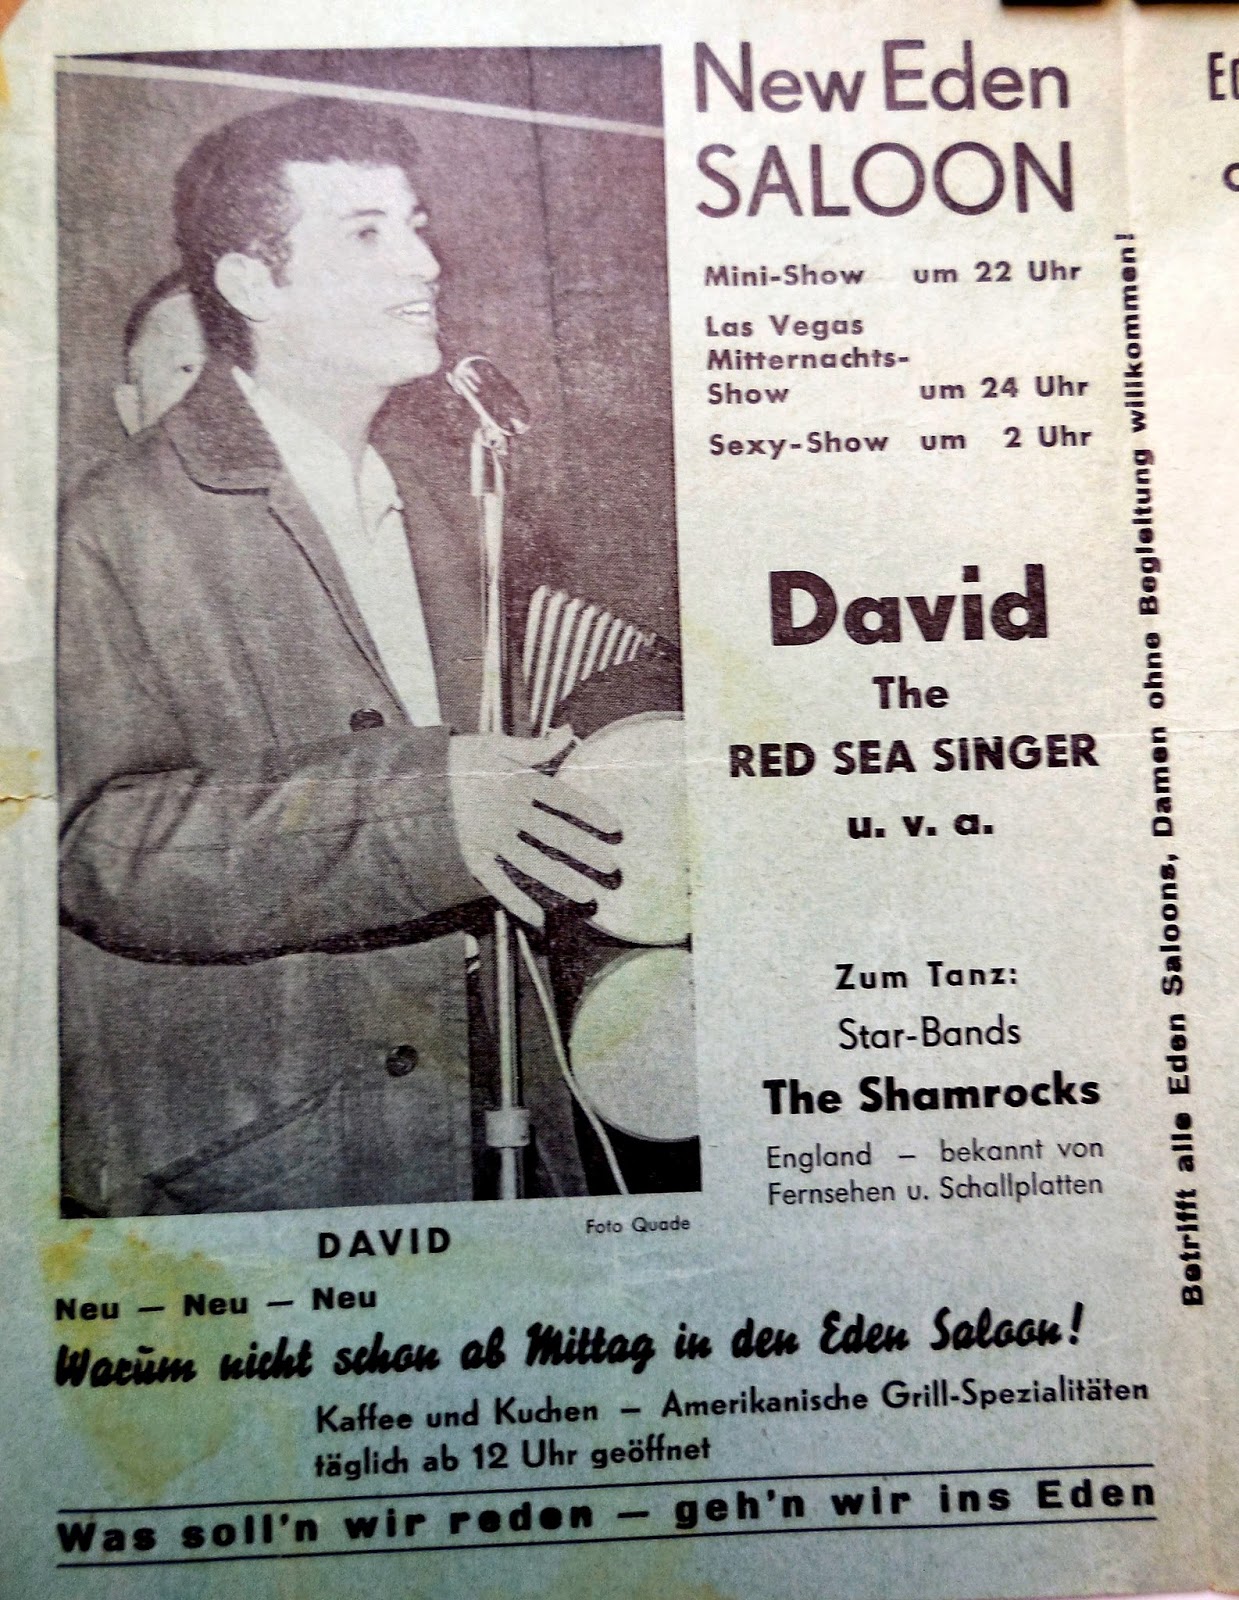 New Eden
SALOON
Mini-Show um 22 Uhr
Las Vegas
Mitternachts-
Show um 24 Uhr
Sexy-Show um 2 Uhr
David
The
RED SEA SINGER
u. v. a.
Zum Tanz:
Star-Bands
The Shamrocks
England – bekannt von
Fernsehen u. Schallplatten
Betrifft alle Eden Saloons, Damen ohne Begleitung willkommen!
DAVID
Foto Quade
Neu — Neu — Neu
Warum nicht schon ab Mittag in den Eden Saloon!
Kaffee und Kuchen – Amerikanische Grill-Spezialitäten
täglich ab 12 Uhr geöffnet
Was soll'n wir reden — geh'n wir ins Eden